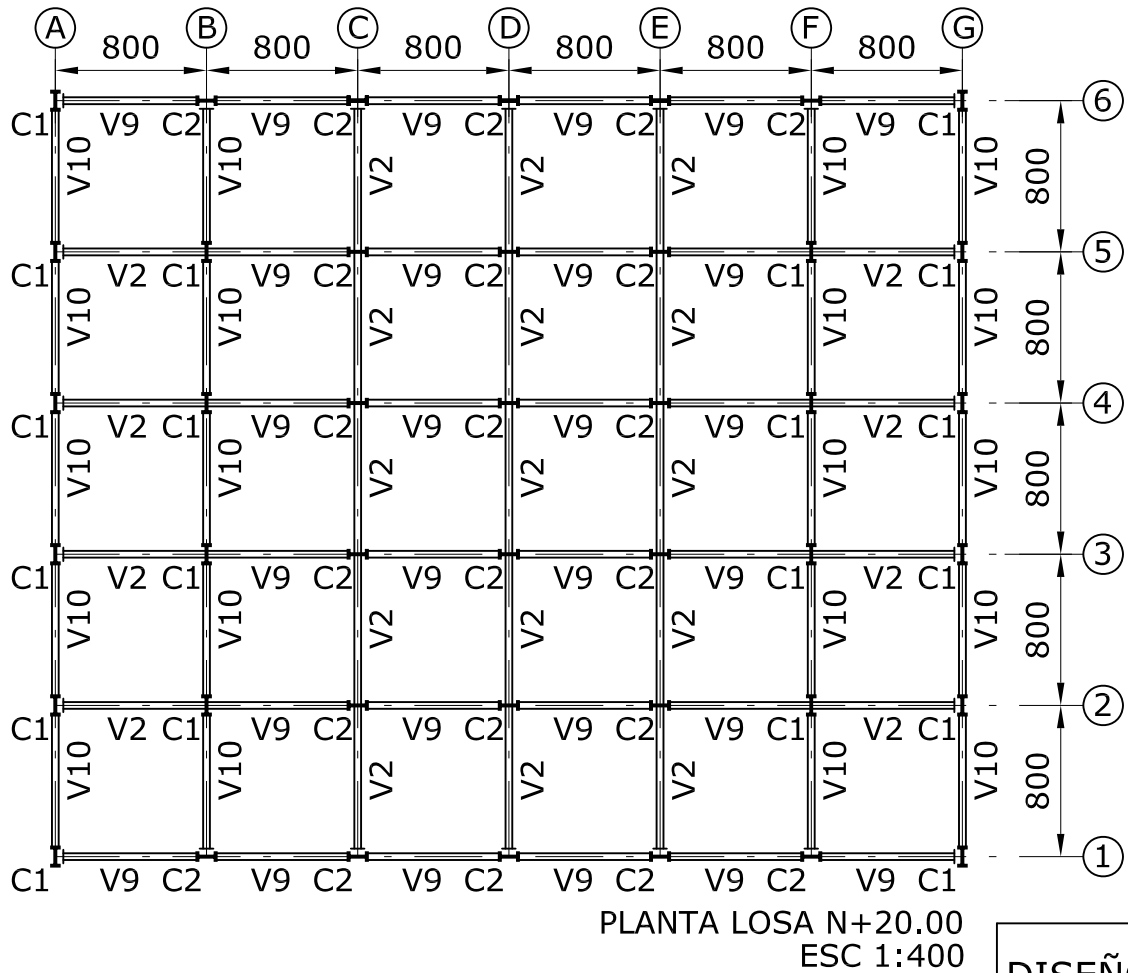 A B C D E F G
800 800 800 800 800 800
6
C1 V9 C2 V9 C2 V9 C2 V9 C2 V9 C2 V9 C1
V10 V10 V2 V2 V2 V10 V10 800
5
C1 V2 C1 V9 C2 V9 C2 V9 C2 V9 C1 V2 C1
V10 V10 V2 V2 V2 V10 V10 800
4
C1 V2 C1 V9 C2 V9 C2 V9 C2 V9 C1 V2 C1
V10 V10 V2 V2 V2 V10 V10 800
3
C1 V2 C1 V9 C2 V9 C2 V9 C2 V9 C1 V2 C1
V10 V10 V2 V2 V2 V10 V10 800
2
C1 V2 C1 V9 C2 V9 C2 V9 C2 V9 C1 V2 C1
V10 V10 V2 V2 V2 V10 V10 800
1
C1 V9 C2 V9 C2 V9 C2 V9 C2 V9 C2 V9 C1
PLANTA LOSA N+20.00
ESC 1:400